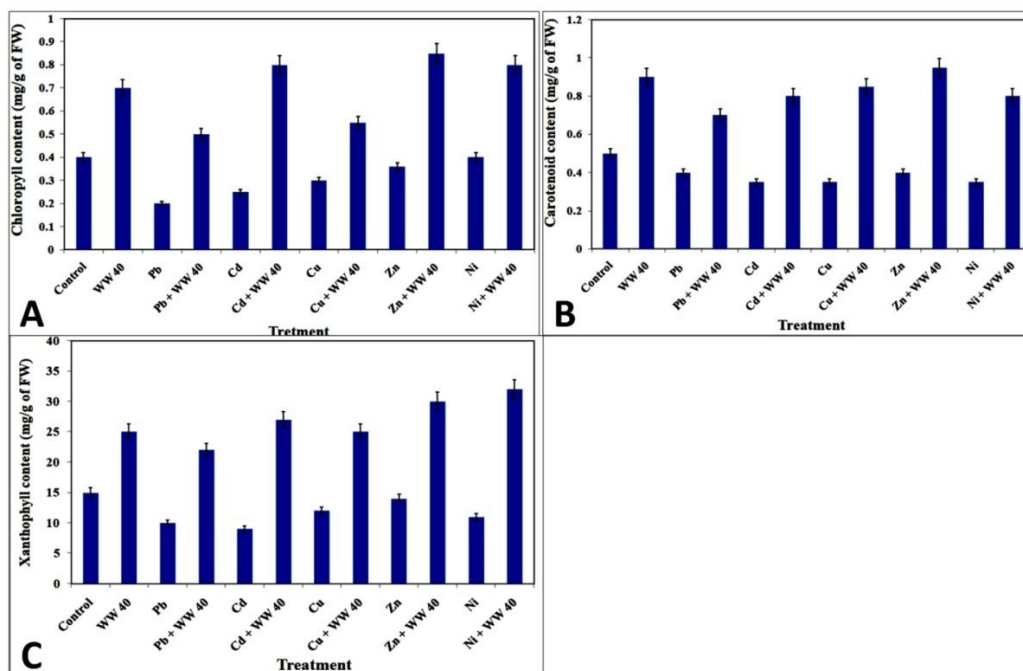 Chloropyll content (mg/g of FW)
1
0.9
0.8
0.7
0.6
0.5
0.4
0.3
0.2
0.1
0
Control
WW 40
Pb
Pb + WW 40
Cd
Cd + WW 40
Cu
Cu + WW 40
Zn
Zn + WW 40
Ni
Ni + WW 40
A
Tretment
Carotenoid content (mg/g of FW)
1.2
1
0.8
0.6
0.4
0.2
0
Control
WW 40
Pb
Pb + WW 40
Cd
Cd + WW 40
Cu
Cu + WW 40
Zn
Zn + WW 40
Ni
Ni + WW 40
B
Treatment
Xanthophyll content (mg/g of FW)
40
35
30
25
20
15
10
5
0
Control
WW 40
Pb
Pb + WW 40
Cd
Cd + WW 40
Cu
Cu + WW 40
Zn
Zn + WW 40
Ni
Ni + WW 40
C
Treatment